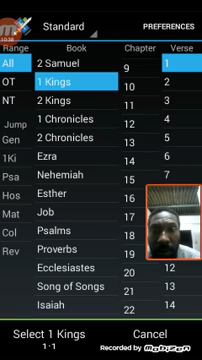 10:38
Standard PREFERENCES
Range Book Chapter Verse
All 2 Samuel 9 1
OT 1 Kings 10 2
NT 2 Kings 11 3
Jump 1 Chronicles 12 4
Gen 2 Chronicles 13 5
1Ki Ezra 14 6
Psa Nehemiah 15 7
Hos Esther 16
Mat Job 17
Col Psalms 18
Rev Proverbs 19
Ecclesiastes 20 12
Song of Songs 21 13
Isaiah 22 14
Select 1 Kings Cancel
1:1
Recorded by Mobizen